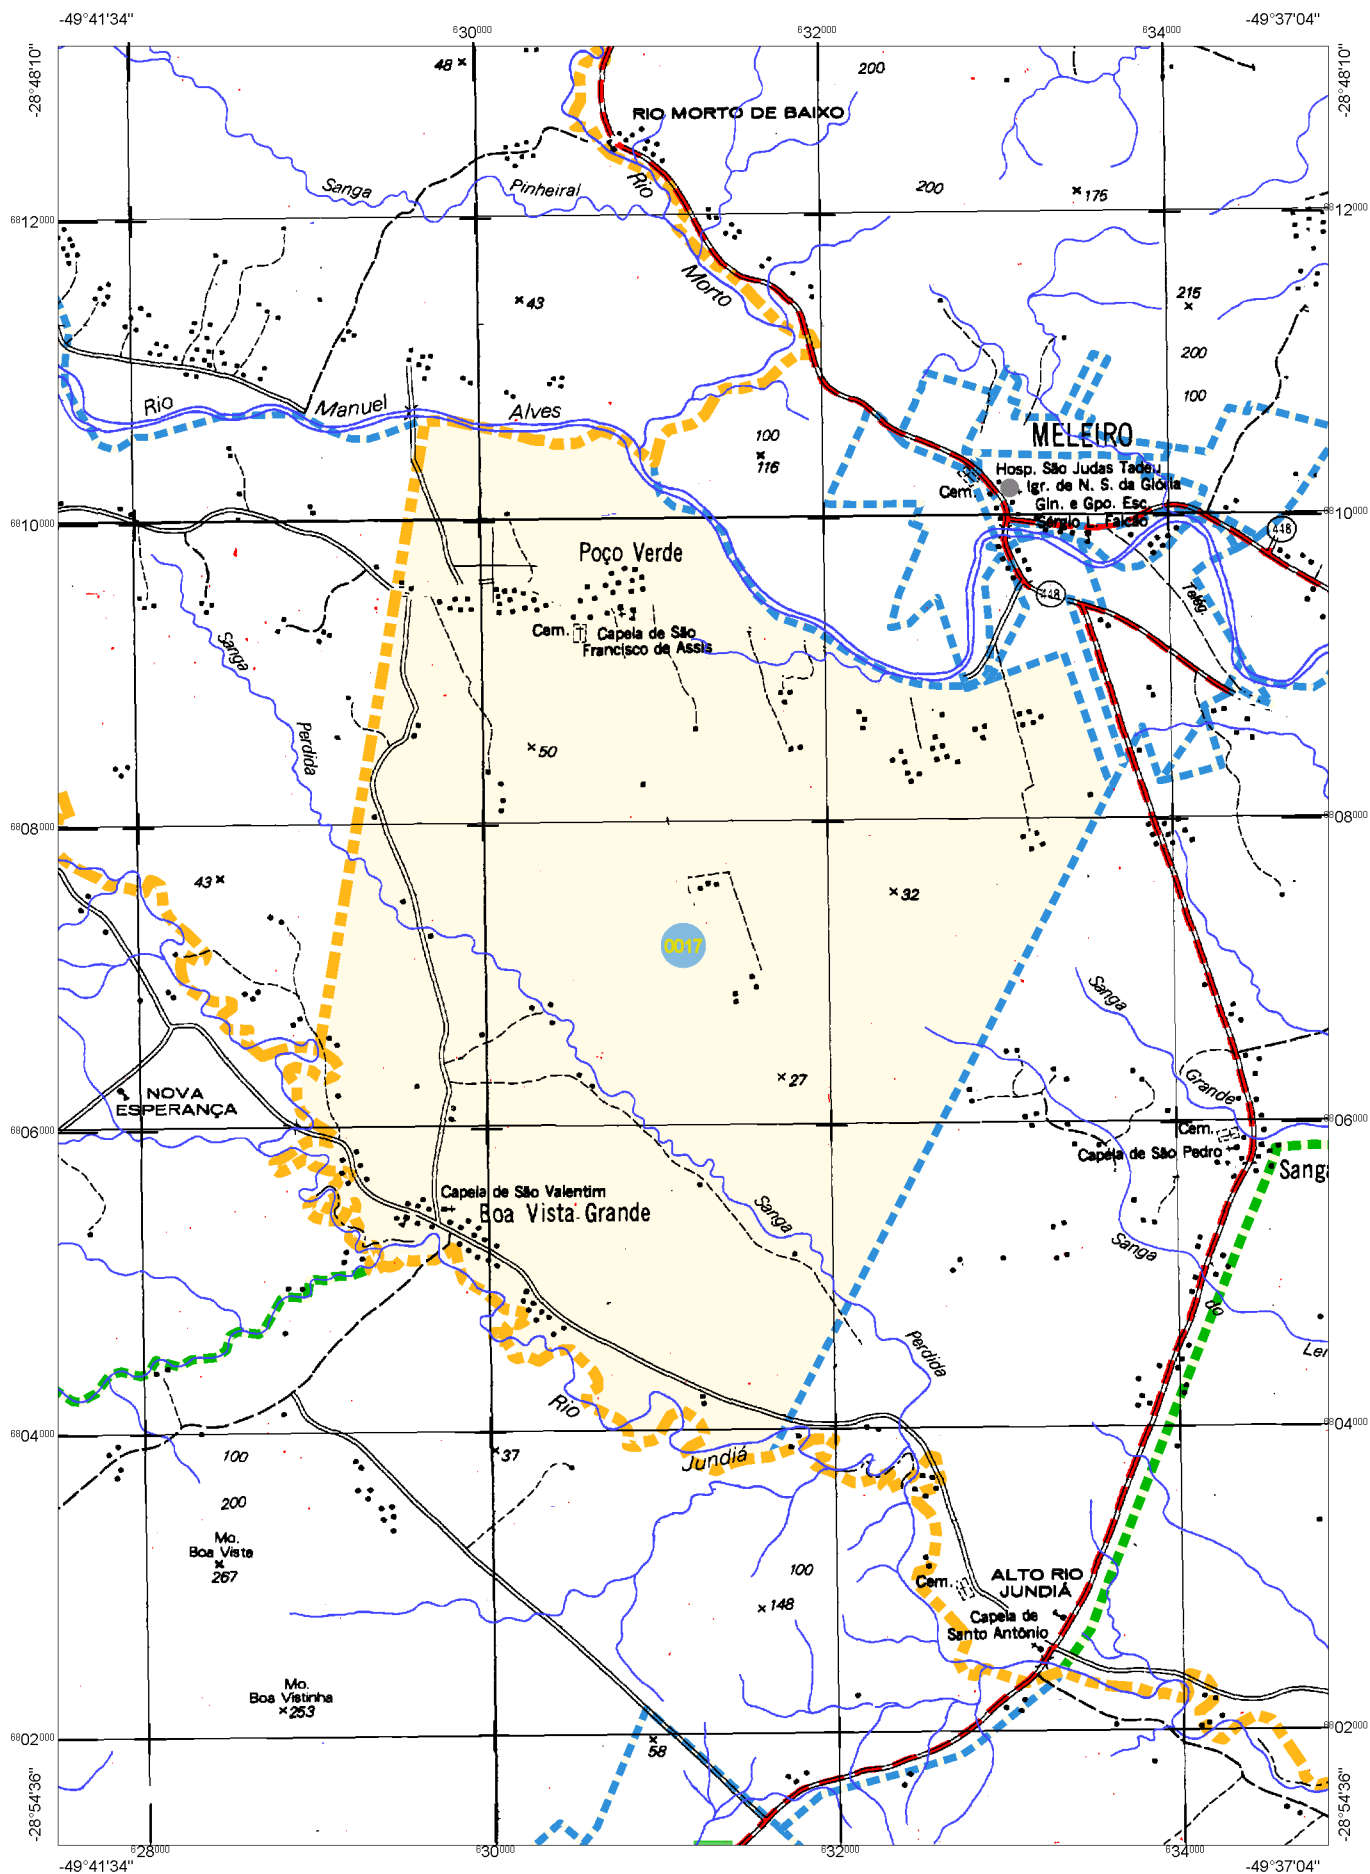 -49°41'34"
630000
632000
634000
-49°37'04"
-28°48'10"
-28°48'10"
48
200
RIO MORTO DE BAIXO
Sanga
Pinheiral
Rio
200
175
6812000
6812000
Morto
43
215
200
100
Rio
Manuel
Alves
100
116
MELEIRO
Hosp. São Judas Tadeu
Igr. de N. S. da Glória
Cem.
Gin. e Gpo. Esc.
Sérgio L. Falcão
6810000
6810000
448
Poço Verde
448
Teleg.
Cem.
Capela de São
Francisco de Assis
Sanga
Perdida
50
6808000
6808000
43
32
0017
Sanga
27
Grande
NOVA
ESPERANÇA
6806000
6806000
Cem.
Capela de São Pedro
Sanga
Capela de São Valentim
Boa Vista Grande
Sanga
Sanga
Perdida
Ler
Rio
6804000
6804000
100
37
Jundiá
200
Mo.
Boa Vista
267
100
148
Cem.
ALTO RIO
JUNDIÁ
Capela de
Santo Antônio
Mo.
Boa Vistinha
253
58
6802000
6802000
-28°54'36"
-28°54'36"
628000
630000
632000
634000
-49°41'34"
-49°37'04"